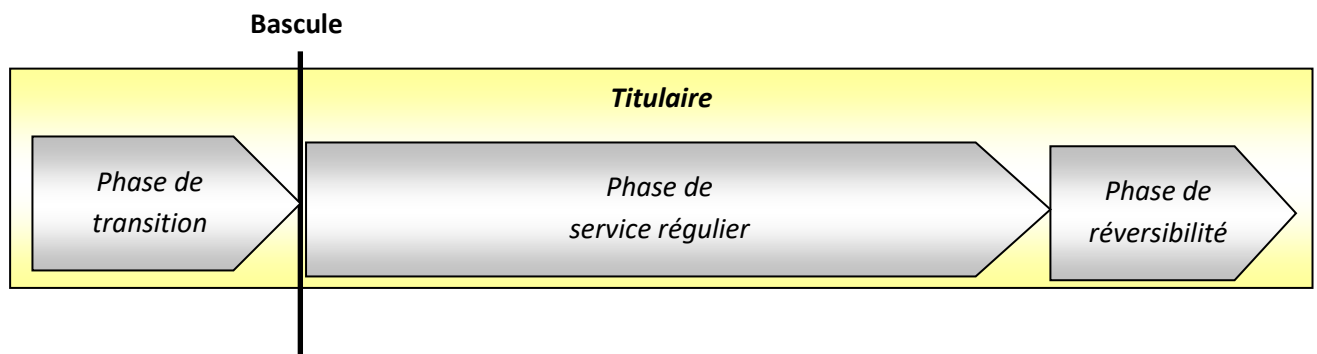 Bascule
Titulaire
Phase de
transition
Phase de
service régulier
Phase de
réversibilité